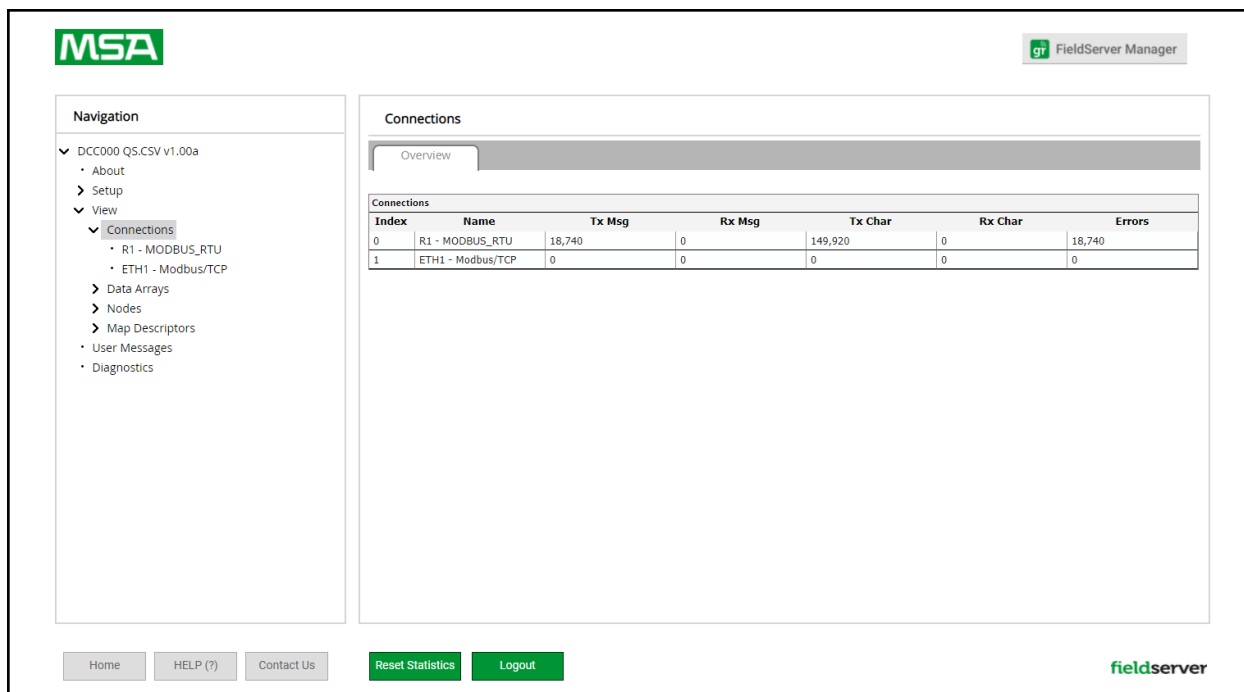 MSA
FieldServer Manager
Navigation
DCC000 QS.CSV v1.00a
About
Setup
View
Connections
R1 - MODBUS_RTU
ETH1 - Modbus/TCP
Data Arrays
Nodes
Map Descriptors
User Messages
Diagnostics
Connections
Overview
Connections
Index Name Tx Msg Rx Msg Tx Char Rx Char Errors
0 R1 - MODBUS_RTU 18,740 0 149,920 0 18,740
1 ETH1 - Modbus/TCP 0 0 0 0 0
Home HELP (?) Contact Us Reset Statistics Logout
fieldserver